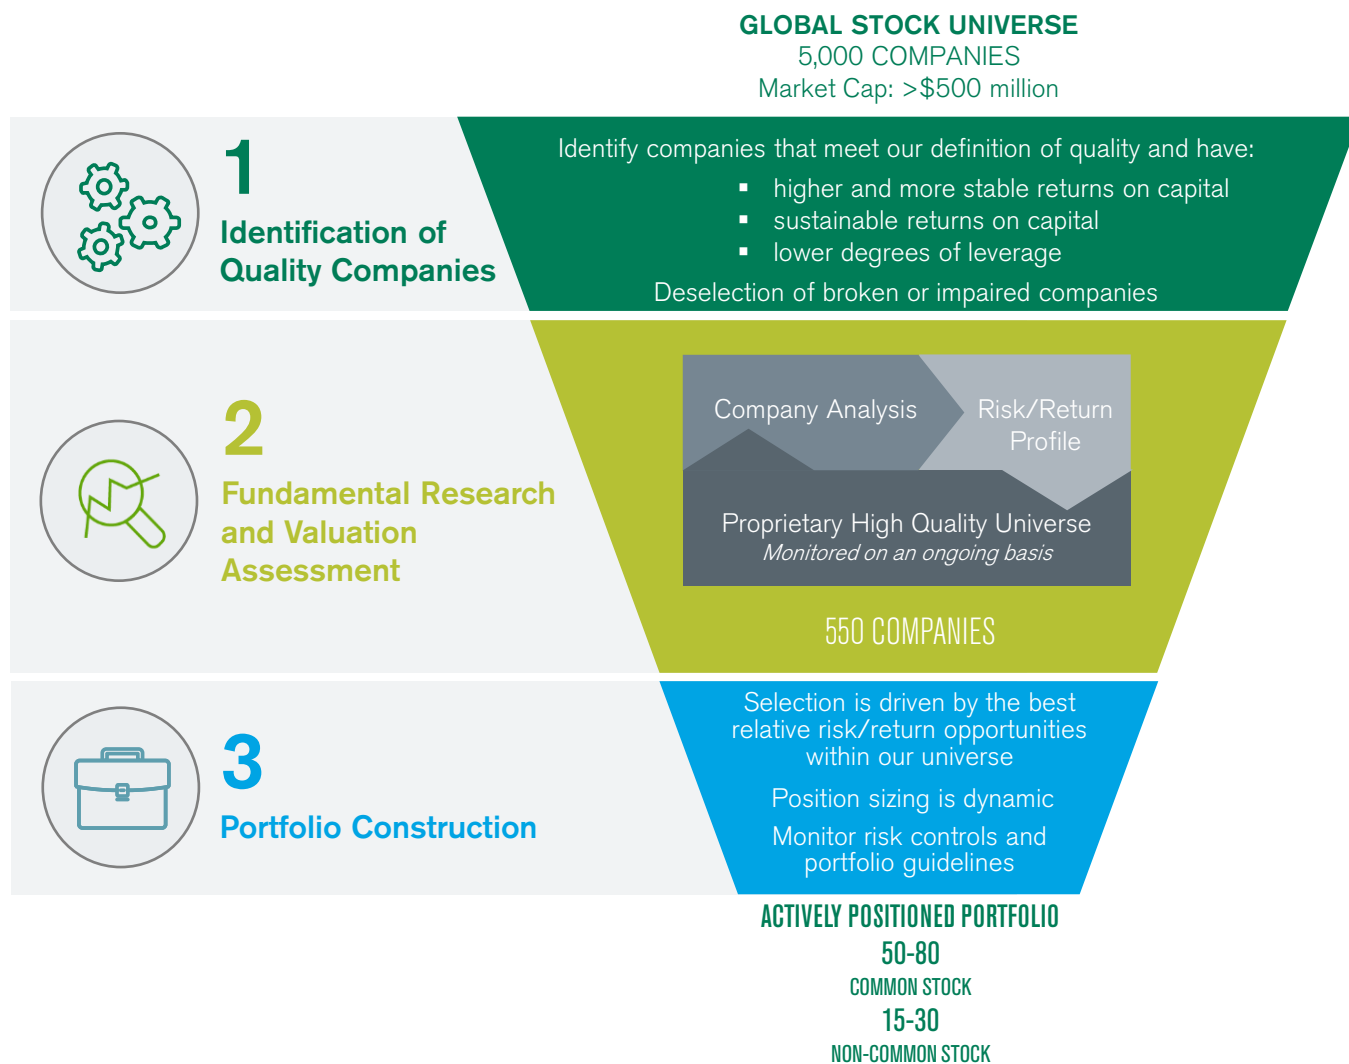 GLOBAL STOCK UNIVERSE
5,000 COMPANIES
Market Cap: >$500 million
1
Identification of
Quality Companies
Identify companies that meet our definition of quality and have:
▪ higher and more stable returns on capital
▪ sustainable returns on capital
▪ lower degrees of leverage
Deselection of broken or impaired companies
2
Fundamental Research
and Valuation
Assessment
Company Analysis
Risk/Return
Profile
Proprietary High Quality Universe
Monitored on an ongoing basis
550 COMPANIES
3
Portfolio Construction
Selection is driven by the best
relative risk/return opportunities
within our universe
Position sizing is dynamic
Monitor risk controls and
portfolio guidelines
ACTIVELY POSITIONED PORTFOLIO
50-80
COMMON STOCK
15-30
NON-COMMON STOCK